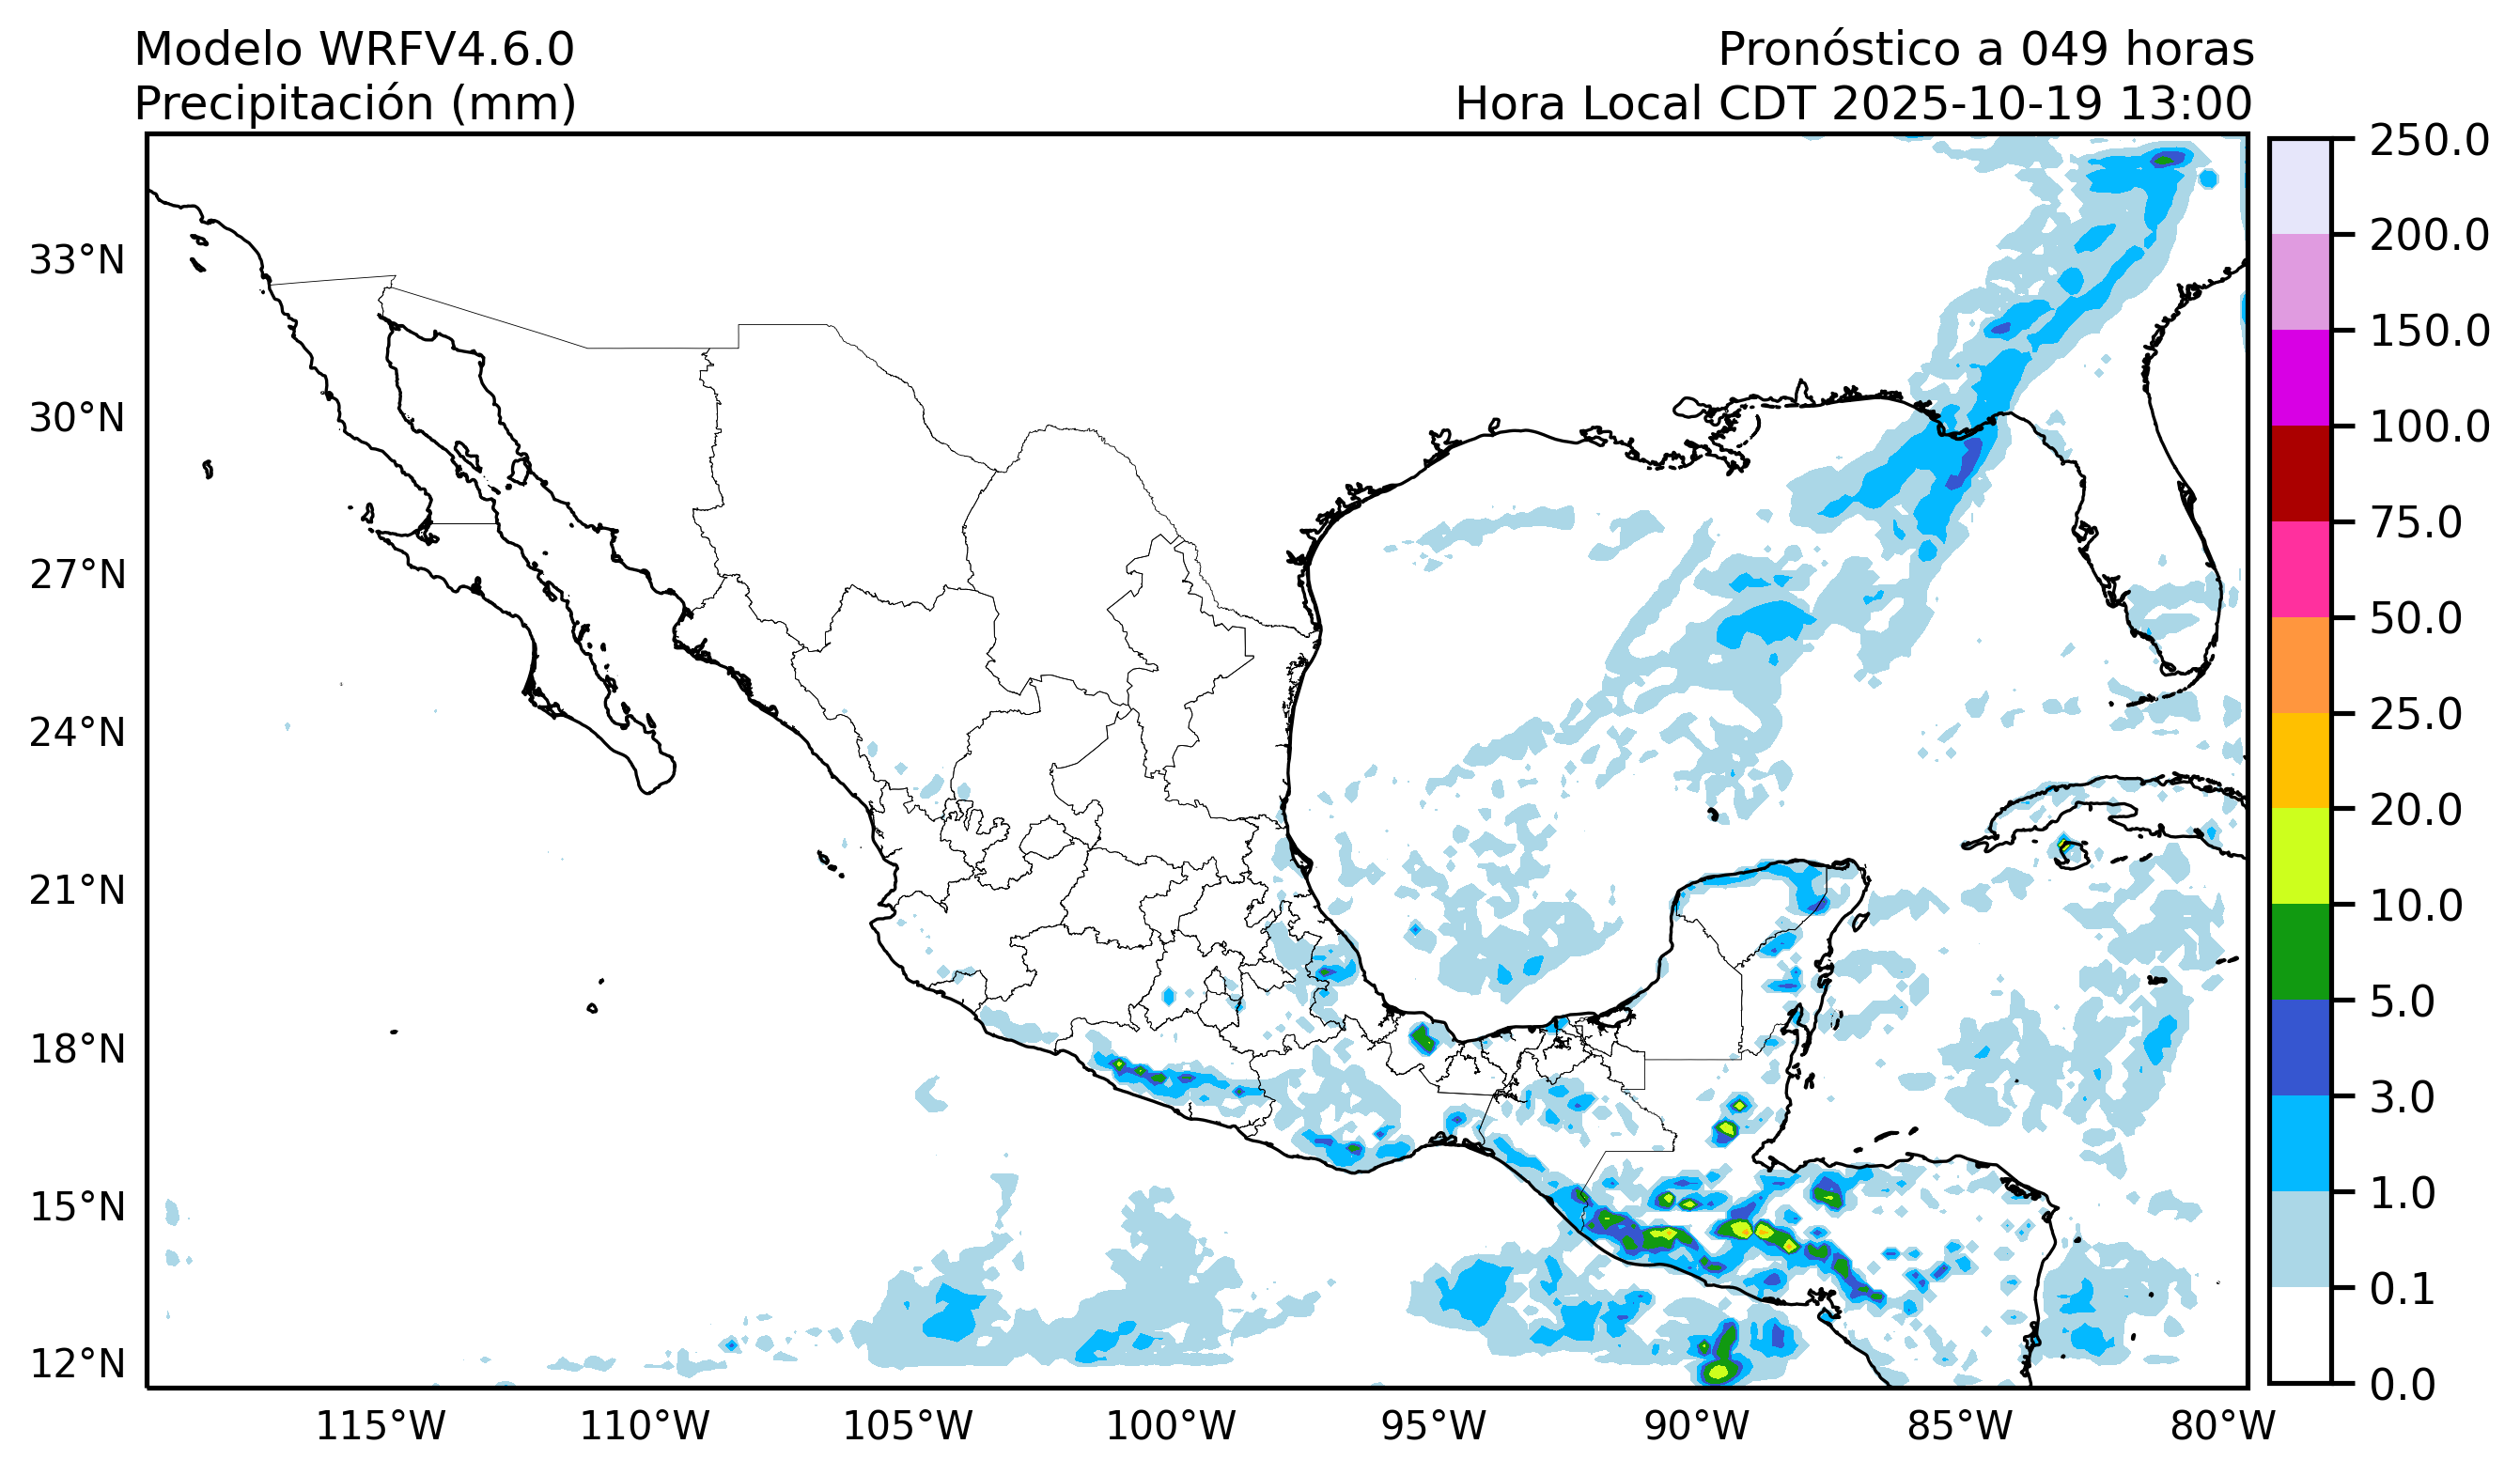 Modelo WRFV4.6.0
Precipitación (mm)
Pronóstico a 049 horas
Hora Local CDT 2025-10-19 13:00
33°N
30°N
27°N
24°N
21°N
18°N
15°N
12°N
115°W
110°W
105°W
100°W
95°W
90°W
85°W
80°W
250.0
200.0
150.0
100.0
75.0
50.0
25.0
20.0
10.0
5.0
3.0
1.0
0.1
0.0